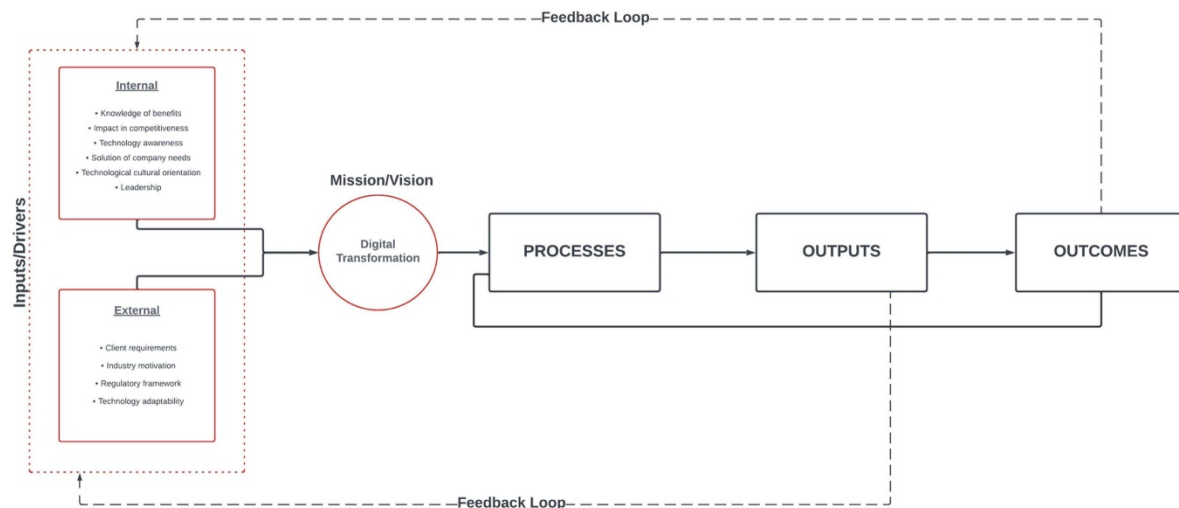 Feedback Loop
Inputs/Drivers
Internal
• Knowledge of benefits
• Impact in competitiveness
• Technology awareness
• Solution of company needs
• Technological cultural orientation
• Leadership
External
• Client requirements
• Industry motivation
• Regulatory framework
• Technology adaptability
Mission/Vision
Digital
Transformation
PROCESSES
OUTPUTS
OUTCOMES
Feedback Loop